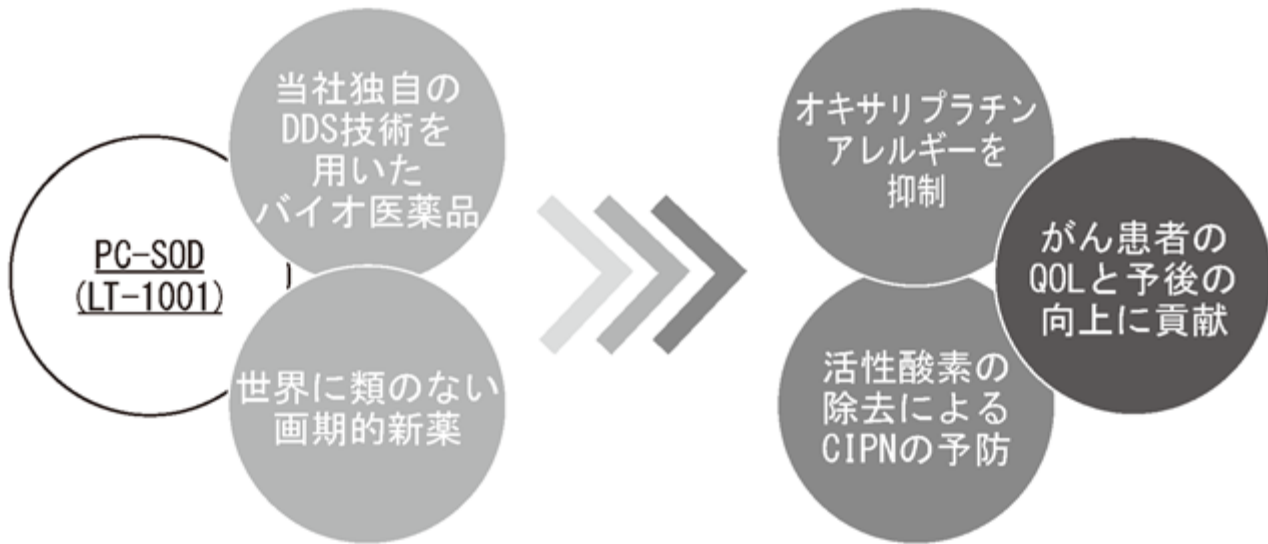 PC-SOD
(LT-1001)
当社独自の
DDS技術を
用いた
バイオ医薬品
世界に類のない
画期的新薬
オキサリプラチン
アレルギーを
抑制
活性酸素の
除去による
CIPNの予防
がん患者の
QOLと予後の
向上に貢献